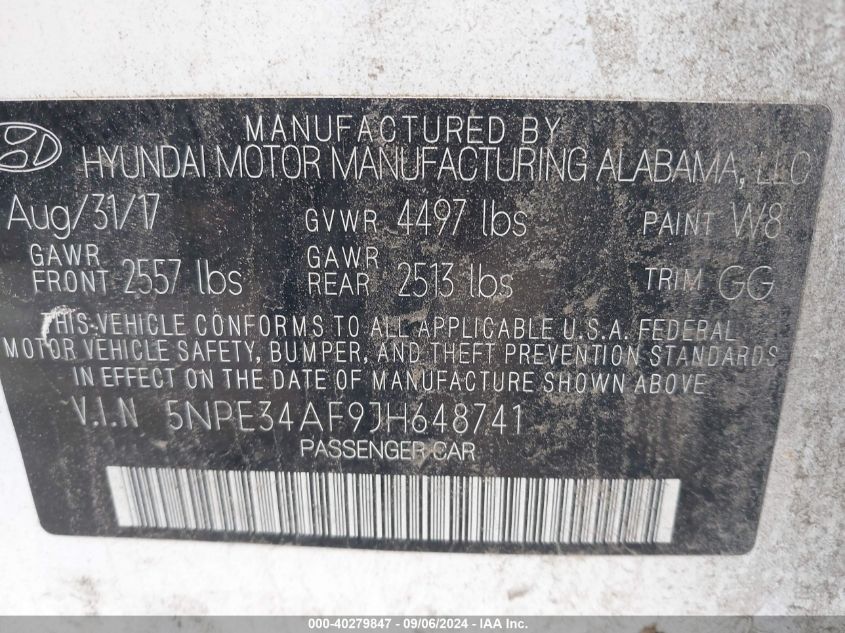 MANUFACTURED BY
HYUNDAI MOTOR MANUFACTURING ALABAMA, LLC
Aug/31/17 GVWR 4497 lbs PAINT W8
GAWR FRONT 2557 lbs GAWR REAR 2513 lbs TRIM GG
THIS VEHICLE CONFORMS TO ALL APPLICABLE U.S.A. FEDERAL
MOTOR VEHICLE SAFETY, BUMPER, AND THEFT PREVENTION STANDARDS
IN EFFECT ON THE DATE OF MANUFACTURE SHOWN ABOVE
V.I.N 5NPE34AF9JH648741
PASSENGER CAR
000-40279847 - 09/06/2024 - IAA Inc.